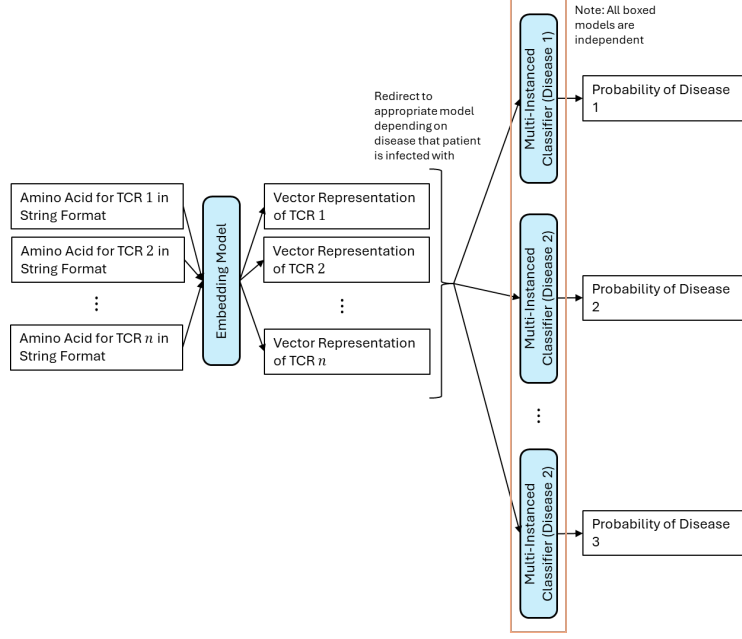 Note: All boxed
models are
independent
Redirect to
appropriate model
depending on
disease that patient
is infected with
Amino Acid for TCR 1 in
String Format
Amino Acid for TCR 2 in
String Format
⋮
Amino Acid for TCR n in
String Format
Embedding Model
Vector Representation
of TCR 1
Vector Representation
of TCR 2
⋮
Vector Representation
of TCR n
Multi-Instanced
Classifier (Disease 1)
Probability of Disease
1
Multi-Instanced
Classifier (Disease 2)
Probability of Disease
2
⋮
Multi-Instanced
Classifier (Disease 2)
Probability of Disease
3